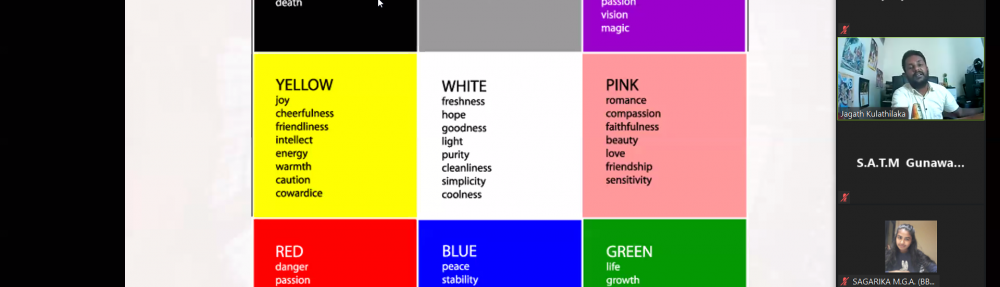 death
passion
vision
magic
YELLOW
joy
cheerfulness
friendliness
intellect
energy
warmth
caution
cowardice
WHITE
freshness
hope
goodness
light
purity
cleanliness
simplicity
coolness
PINK
romance
compassion
faithfulness
beauty
love
friendship
sensitivity
RED
danger
passion
BLUE
peace
stability
GREEN
life
growth
Jagath Kulathilaka
S.A.T.M Gunawa...
SAGARIKA M.G.A. (BB...